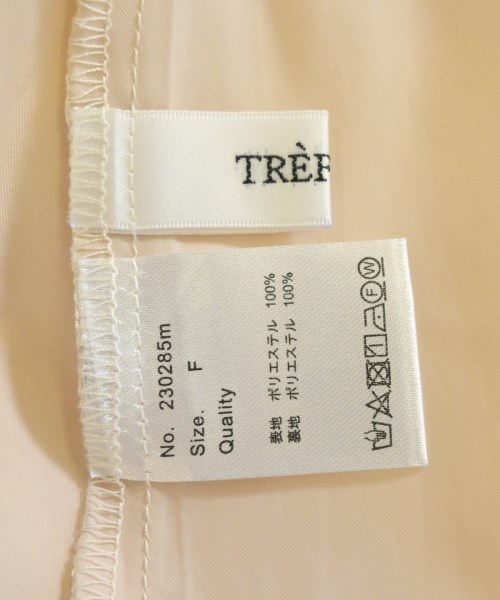 TRÈF
No. 230285m
Size. F
Quality
表地 ポリエステル 100%
裏地 ポリエステル 100%